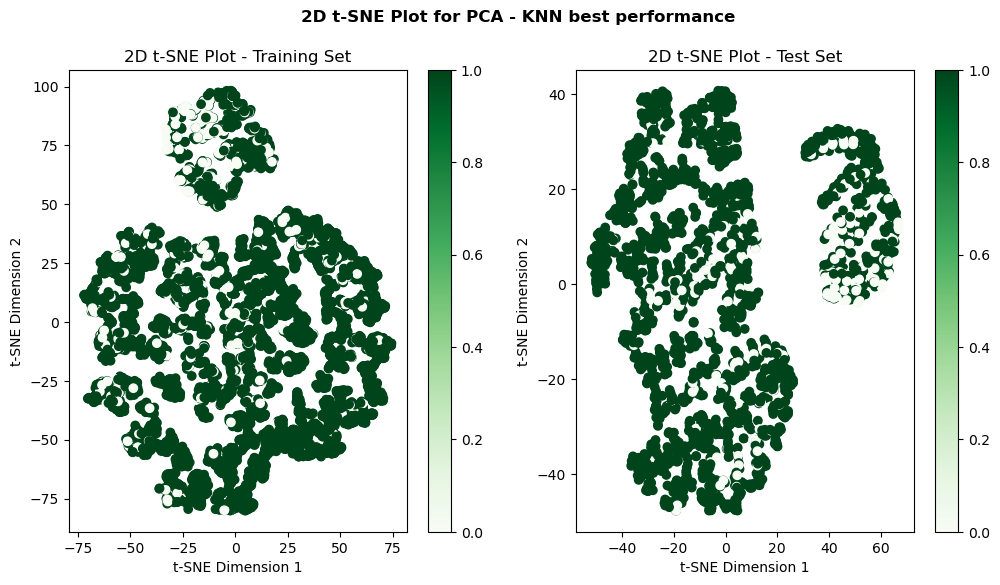 2D t-SNE Plot for PCA - KNN best performance
2D t-SNE Plot - Training Set
100
75
50
25
0
−25
−50
−75
−75 −50 −25 0 25 50 75
t-SNE Dimension 1
t-SNE Dimension 2
1.0
0.8
0.6
0.4
0.2
0.0
2D t-SNE Plot - Test Set
40
20
0
−20
−40
−40 −20 0 20 40 60
t-SNE Dimension 1
t-SNE Dimension 2
1.0
0.8
0.6
0.4
0.2
0.0